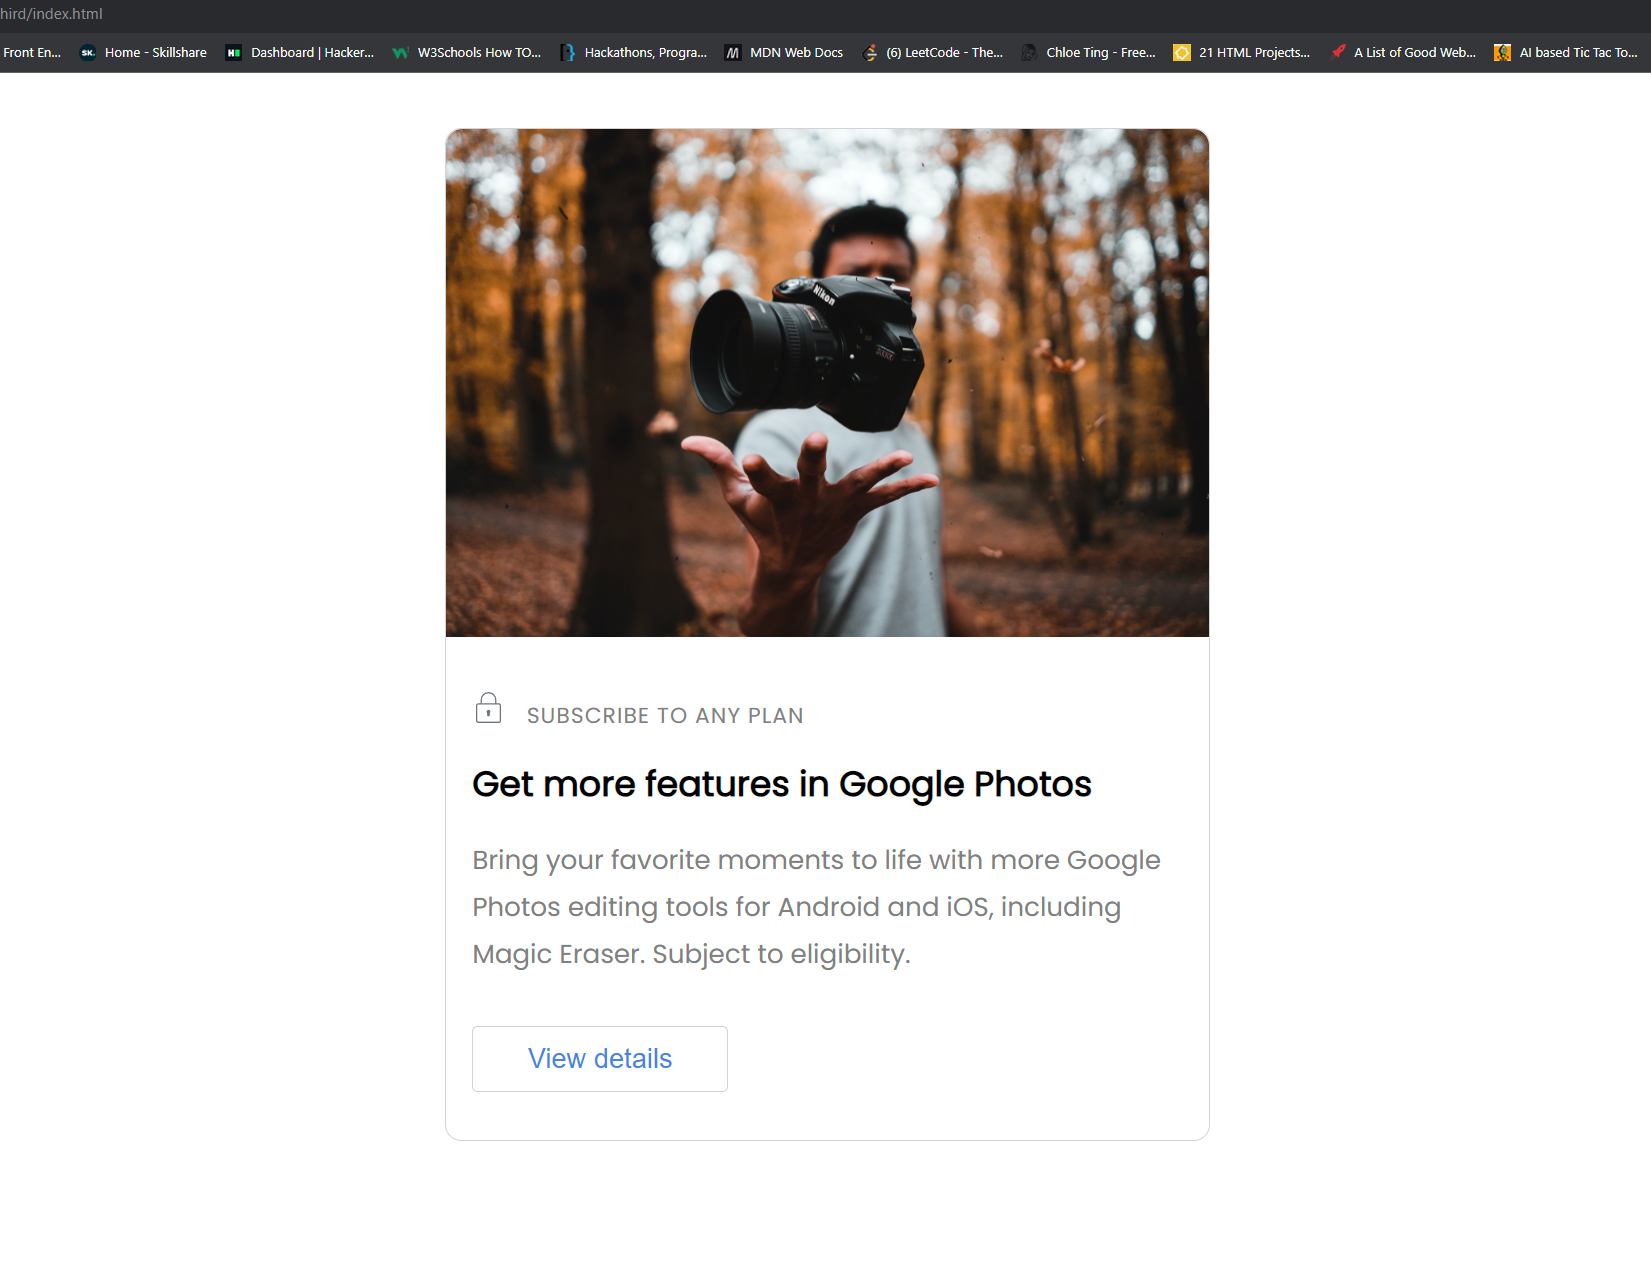 hird/index.html
Front En... SK. Home - Skillshare H Dashboard | Hacker... W3Schools How TO... Hackathons, Progra... M MDN Web Docs (6) LeetCode - The... Chloe Ting - Free... 21 HTML Projects... A List of Good Web... AI based Tic Tac To...
Nikon
SUBSCRIBE TO ANY PLAN
Get more features in Google Photos
Bring your favorite moments to life with more Google
Photos editing tools for Android and iOS, including
Magic Eraser. Subject to eligibility.
View details